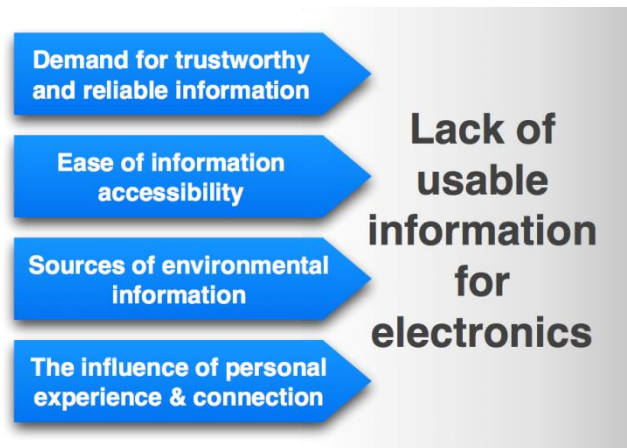 Demand for trustworthy
and reliable information
Ease of information
accessibility
Sources of environmental
information
The influence of personal
experience & connection
Lack of
usable
information
for
electronics